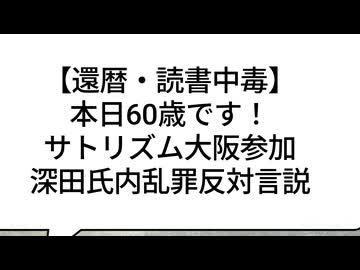 【還暦・読書中毒】
本日60歳です！
サトリズム大阪参加
深田氏内乱罪反対言説